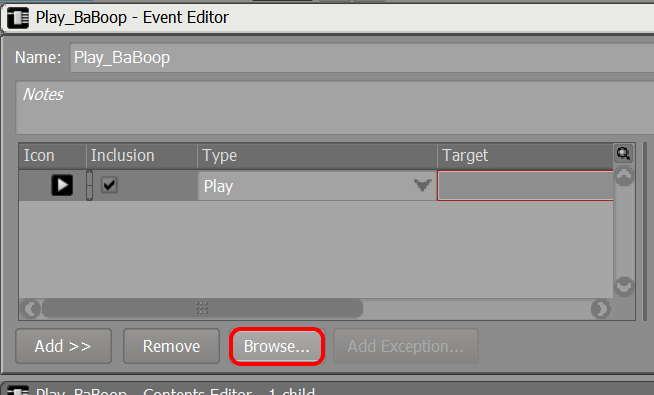 Play_BaBoop - Event Editor
Name: Play_BaBoop
Notes
Icon Inclusion Type Target
Play
Add >> Remove Browse... Add Exception...
Play_BaBoop - Contents Editor - 1 child